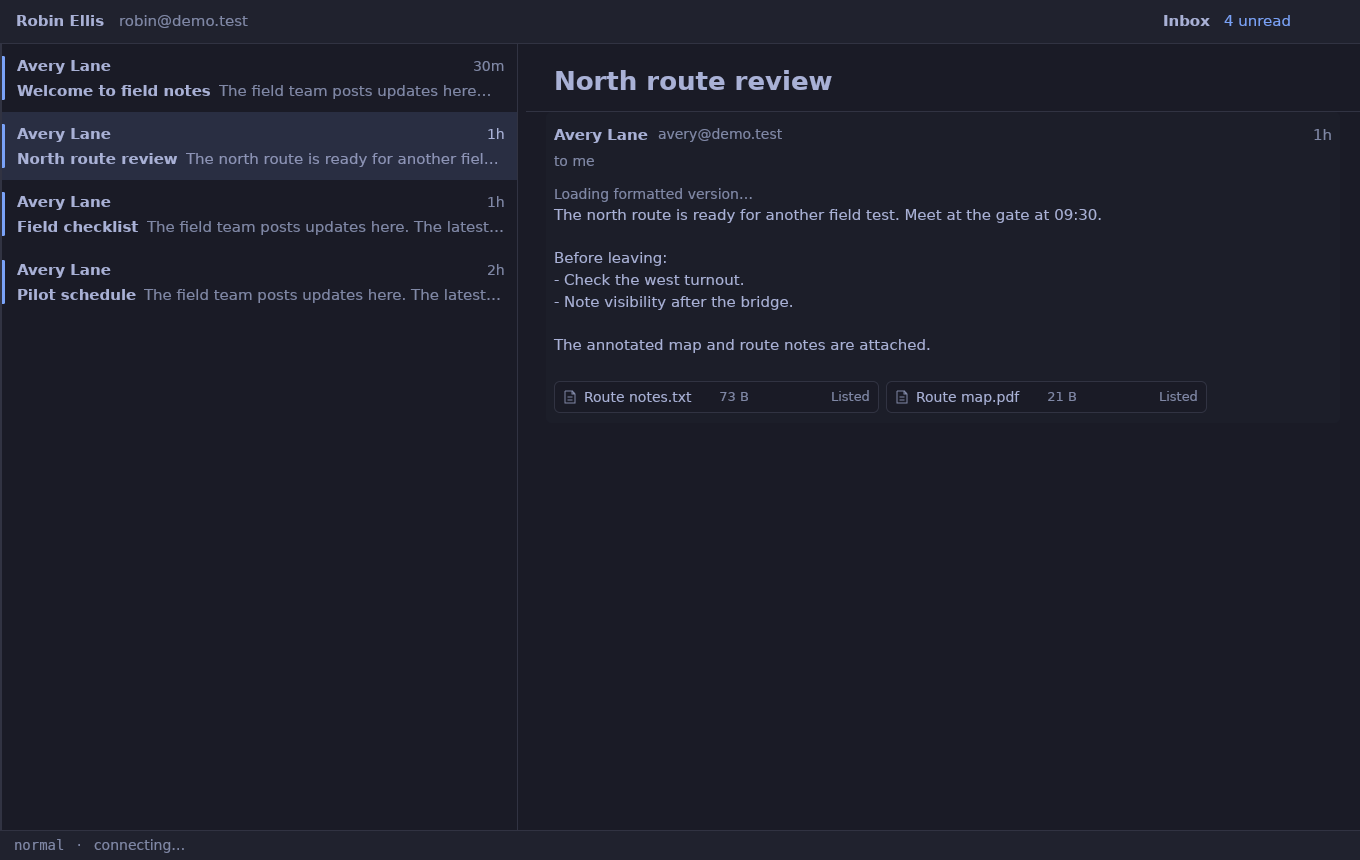 Robin Ellis robin@demo.test Inbox 4 unread
Avery Lane 30m
Welcome to field notes The field team posts updates here…
Avery Lane 1h
North route review The north route is ready for another fiel…
Avery Lane 1h
Field checklist The field team posts updates here. The latest…
Avery Lane 2h
Pilot schedule The field team posts updates here. The latest…
North route review
Avery Lane avery@demo.test 1h
to me
Loading formatted version…
The north route is ready for another field test. Meet at the gate at 09:30.
Before leaving:
- Check the west turnout.
- Note visibility after the bridge.
The annotated map and route notes are attached.
Route notes.txt 73 B Listed Route map.pdf 21 B Listed
normal · connecting…